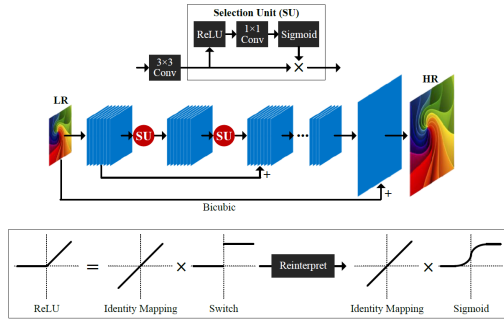 Selection Unit (SU)
ReLU
1×1
Conv
Sigmoid
3×3
Conv
×
LR
HR
SU
SU
...
+
+
Bicubic
= × Reinterpret ×
ReLU Identity Mapping Switch Identity Mapping Sigmoid